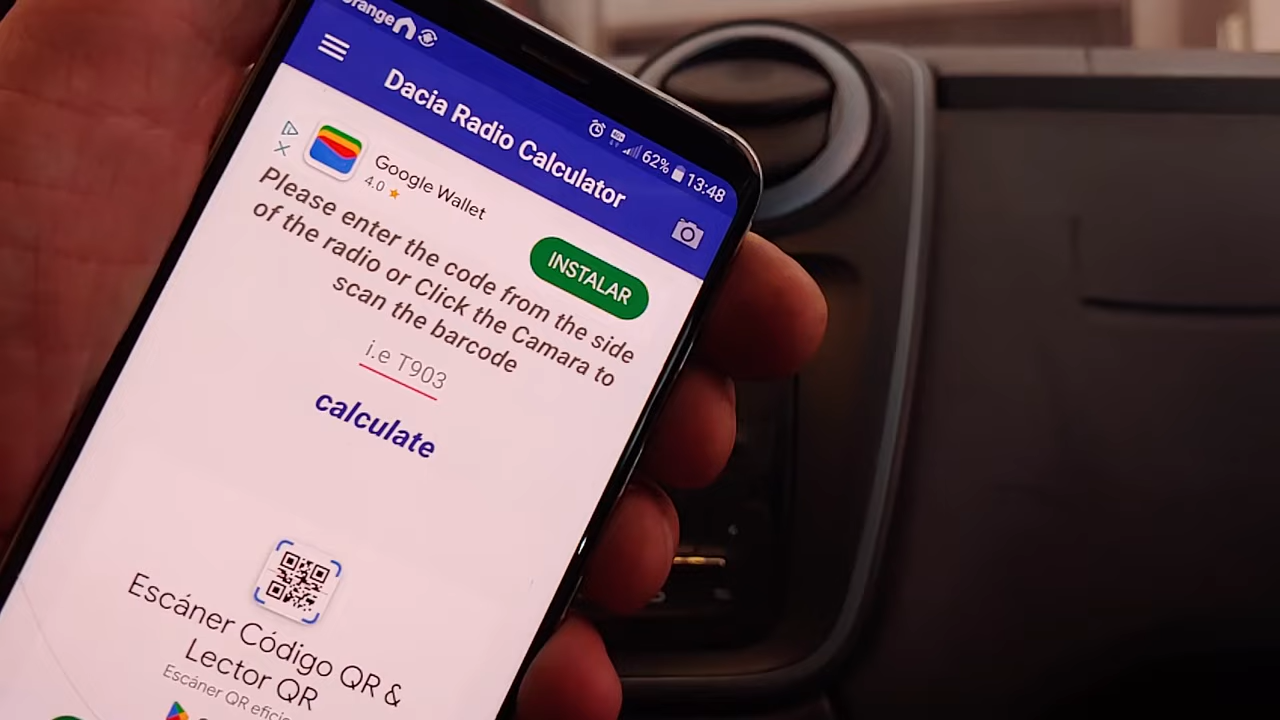 Orange
62% 13:48
Dacia Radio Calculator
Google Wallet
4.0
INSTALAR
Please enter the code from the side
of the radio or Click the Camara to
scan the barcode
i.e T903
calculate
Escáner Código QR &
Lector QR
Escáner QR